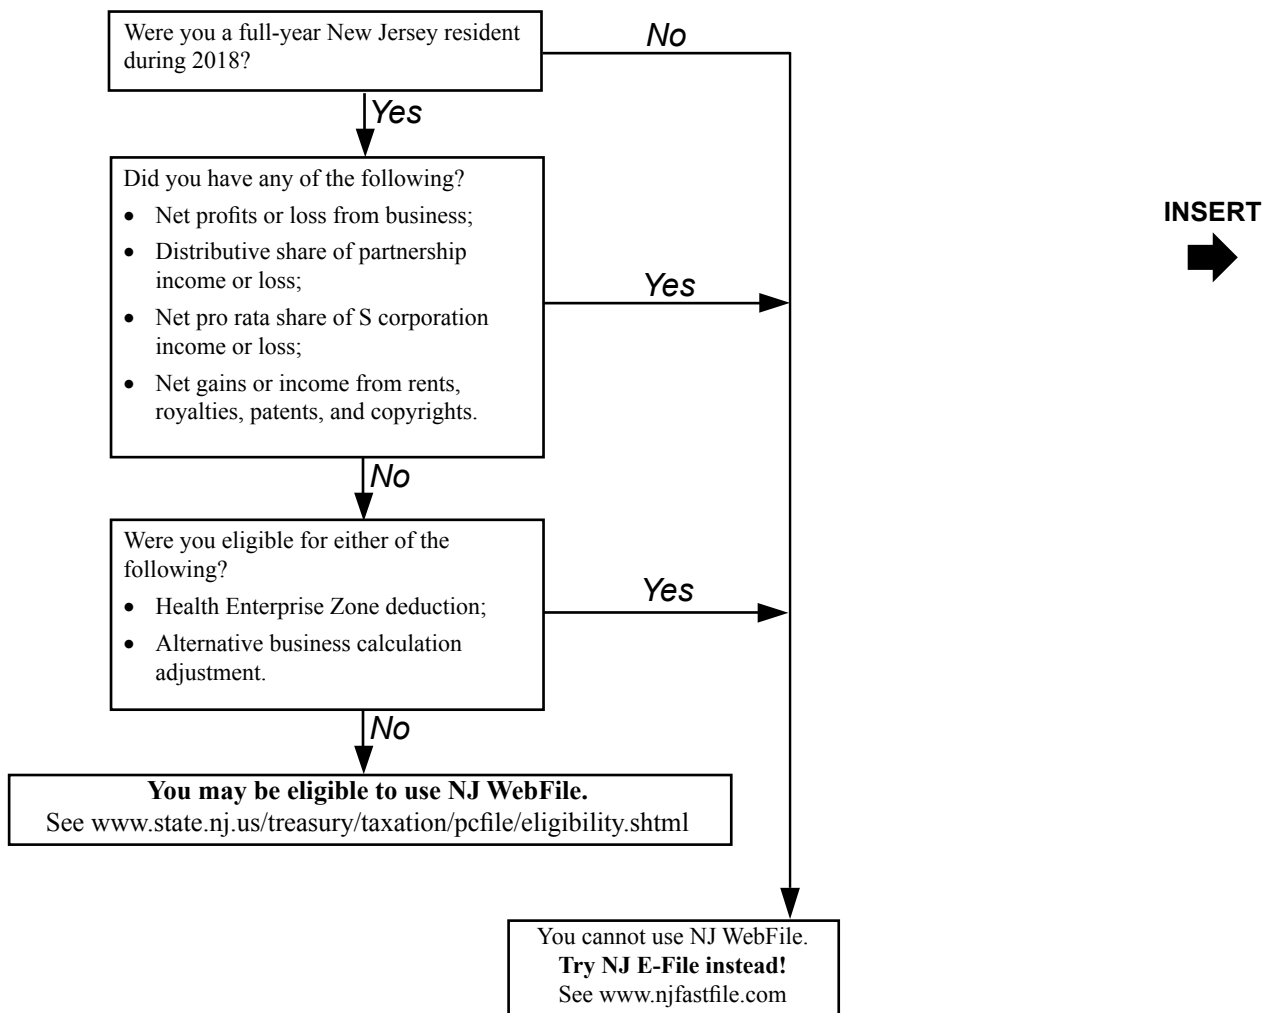 Were you a full-year New Jersey resident
during 2018?
No
Yes
Did you have any of the following?
• Net profits or loss from business;
• Distributive share of partnership
income or loss;
• Net pro rata share of S corporation
income or loss;
• Net gains or income from rents,
royalties, patents, and copyrights.
Yes
INSERT
No
Were you eligible for either of the
following?
• Health Enterprise Zone deduction;
• Alternative business calculation
adjustment.
Yes
No
You may be eligible to use NJ WebFile.
See www.state.nj.us/treasury/taxation/pcfile/eligibility.shtml
You cannot use NJ WebFile.
Try NJ E-File instead!
See www.njfastfile.com